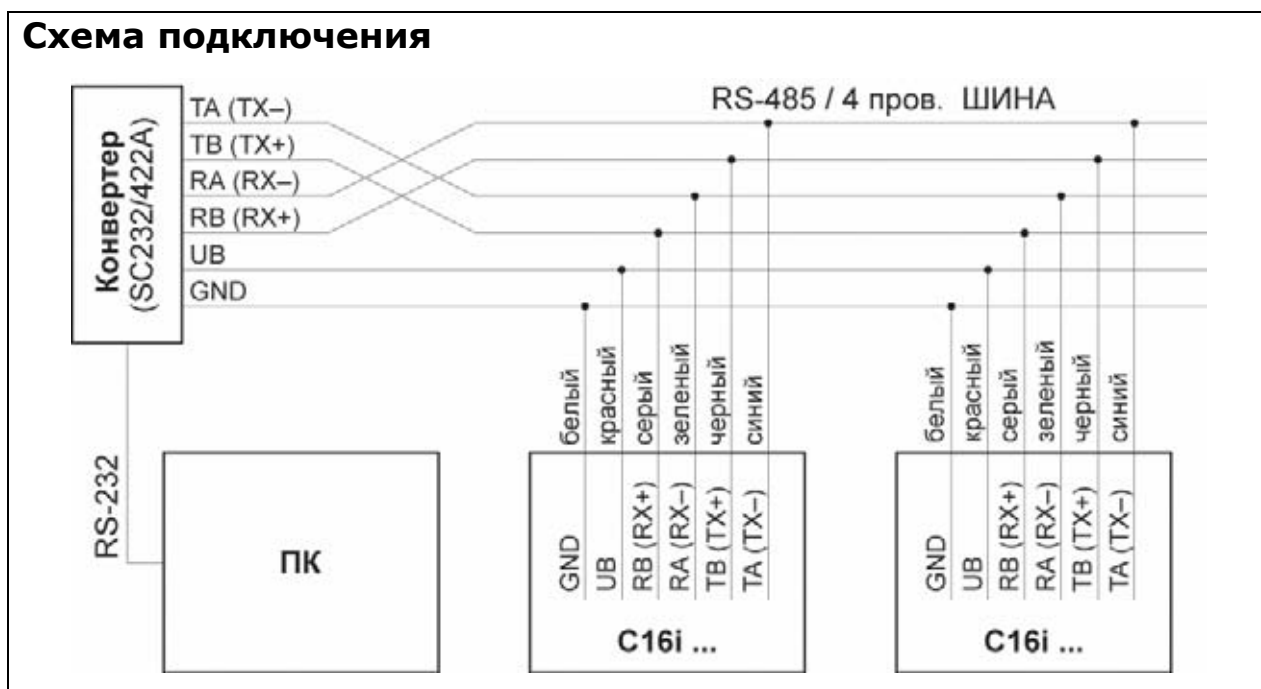 Схема подключения
RS-485 / 4 пров. ШИНА
Конвертер
(SC232/422A)
TA (TX–)
TB (TX+)
RA (RX–)
RB (RX+)
UB
GND
RS-232
ПК
белый
красный
серый
зеленый
черный
синий
GND
UB
RB (RX+)
RA (RX–)
TB (TX+)
TA (TX–)
C16i ...
белый
красный
серый
зеленый
черный
синий
GND
UB
RB (RX+)
RA (RX–)
TB (TX+)
TA (TX–)
C16i ...